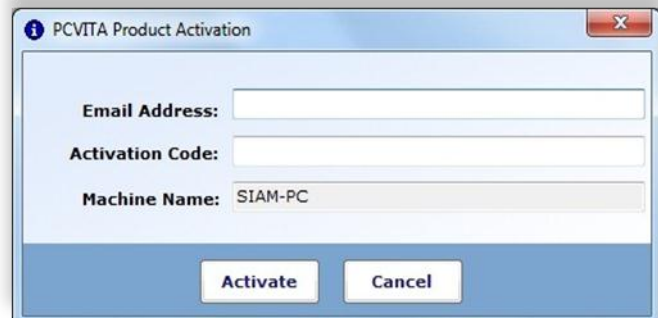 PCVITA Product Activation
Email Address:
Activation Code:
Machine Name: SIAM-PC
Activate Cancel